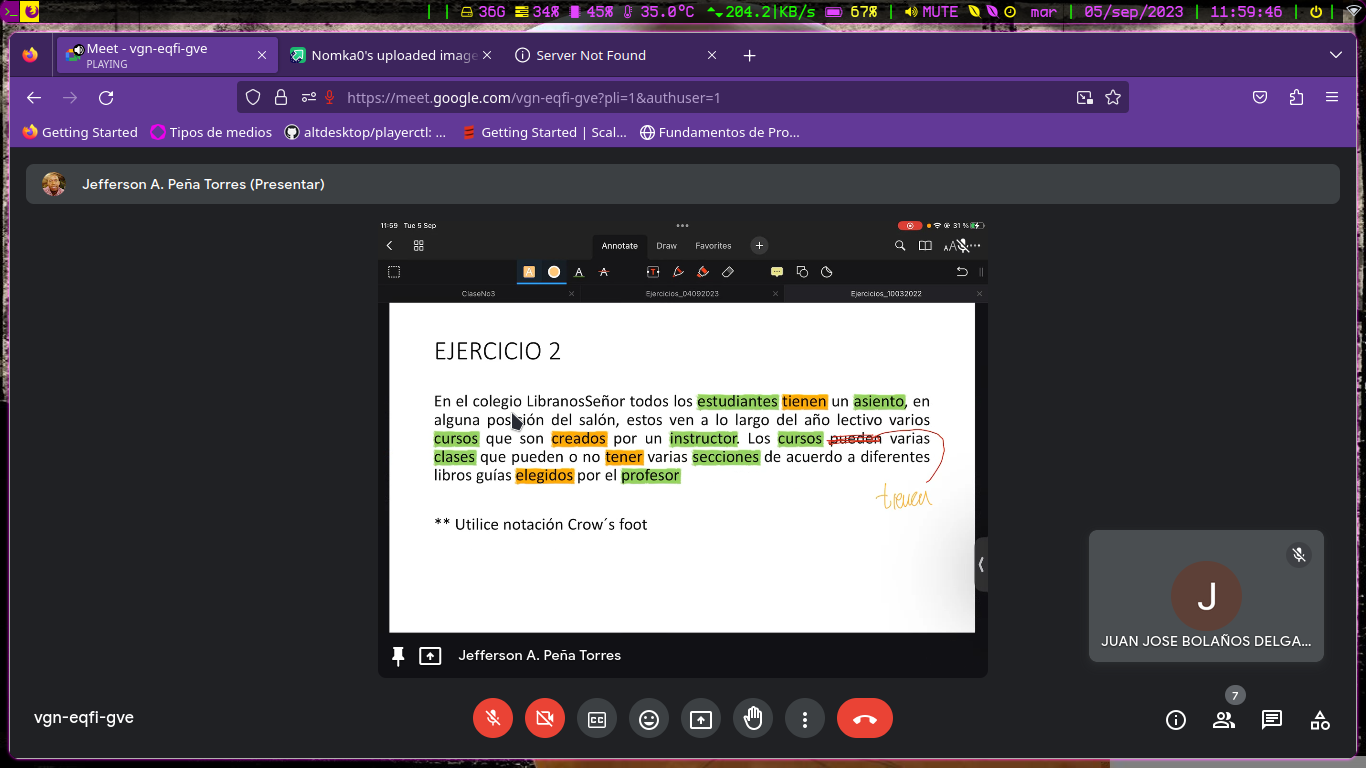 36G 34% 45% 35.0°C 204.2|KB/s 67% MUTE mar 05/sep/2023 11:59:46
Meet - vgn-eqfi-gve
PLAYING
Nomka0's uploaded image
Server Not Found
https://meet.google.com/vgn-eqfi-gve?pli=1&authuser=1
Getting Started
Tipos de medios
altdesktop/playerctl: ...
Getting Started | Scal...
Fundamentos de Pro...
Jefferson A. Peña Torres (Presentar)
11:59 Tue 5 Sep
31 %
Annotate Draw Favorites
ClaseNo3
Ejercicios_04092023
Ejercicios_10032022
EJERCICIO 2
En el colegio LibranosSeñor todos los estudiantes tienen un asiento, en
alguna posición del salón, estos ven a lo largo del año lectivo varios
cursos que son creados por un instructor. Los cursos pueden varias
clases que pueden o no tener varias secciones de acuerdo a diferentes
libros guías elegidos por el profesor
tienen
** Utilice notación Crow´s foot
J
JUAN JOSE BOLAÑOS DELGA...
Jefferson A. Peña Torres
vgn-eqfi-gve
7